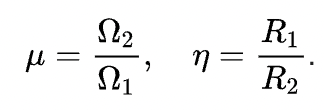 μ = Ω₂/Ω₁, η = R₁/R₂.